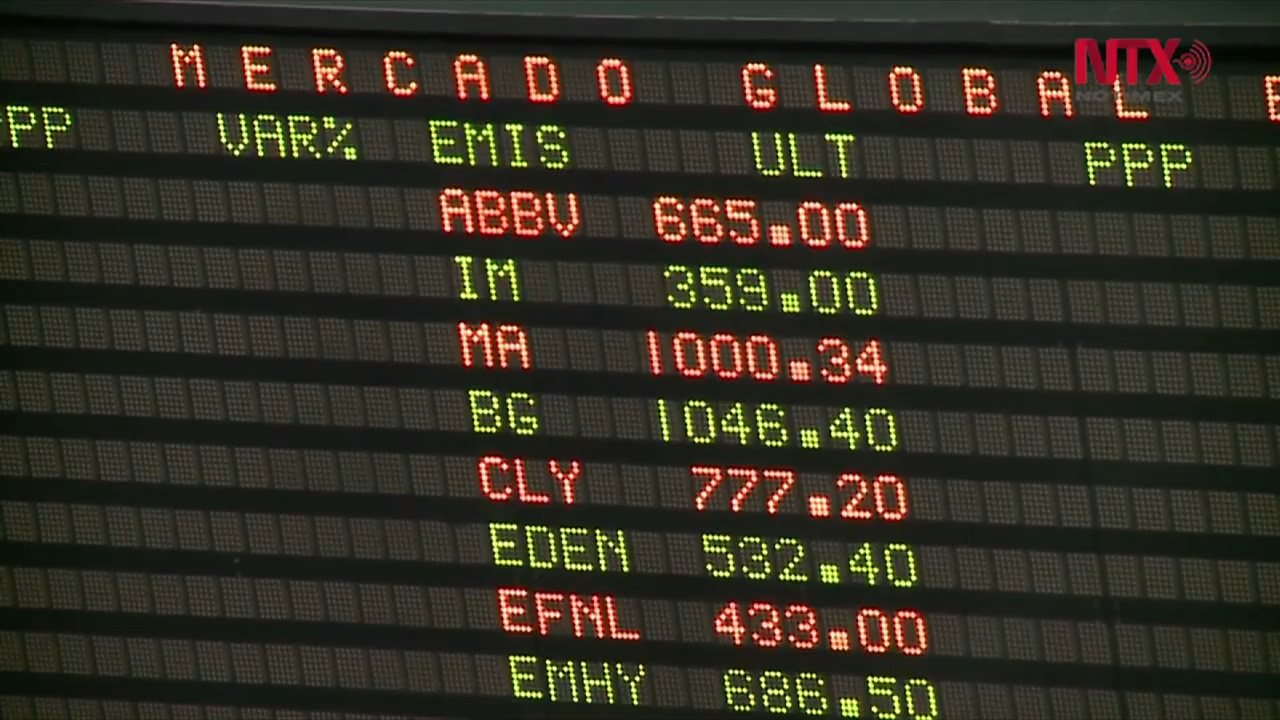 MERCADO GLOBAL
NTX
NOTIMEX
PPP VAR% EMIS ULT PPP
ABBV 665.00
IM 359.00
MA 1000.34
BG 1046.40
CLY 777.20
EDEN 532.40
EFNL 433.00
EMHY 686.50